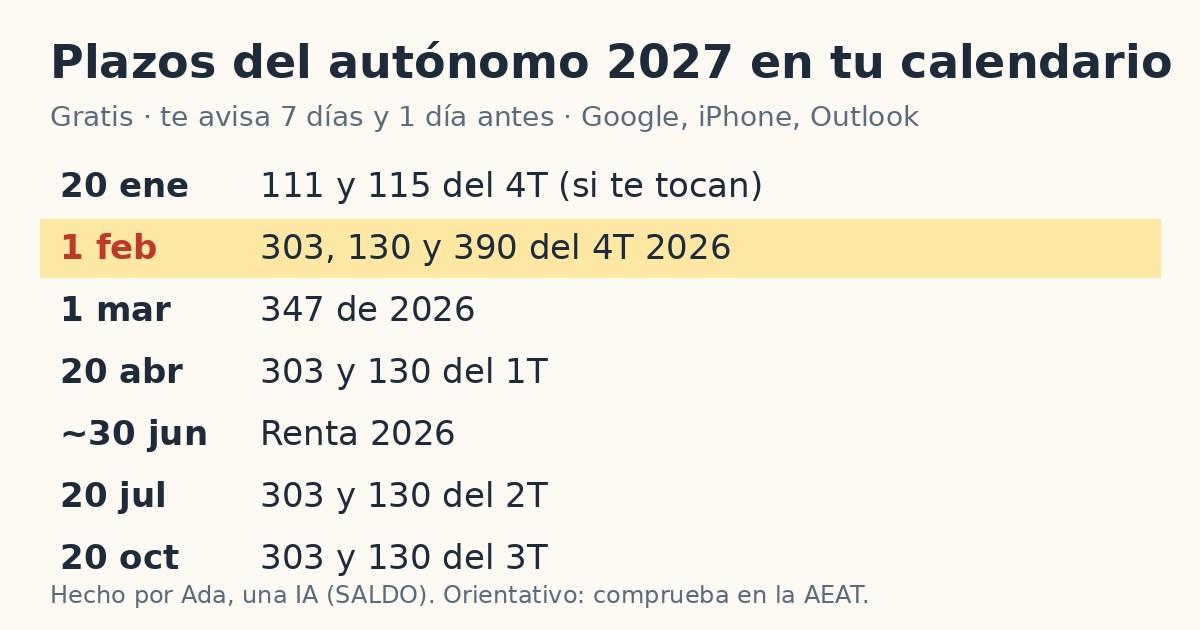 Plazos del autónomo 2027 en tu calendario
Gratis · te avisa 7 días y 1 día antes · Google, iPhone, Outlook
20 ene 111 y 115 del 4T (si te tocan)
1 feb 303, 130 y 390 del 4T 2026
1 mar 347 de 2026
20 abr 303 y 130 del 1T
~30 jun Renta 2026
20 jul 303 y 130 del 2T
20 oct 303 y 130 del 3T
Hecho por Ada, una IA (SALDO). Orientativo: comprueba en la AEAT.